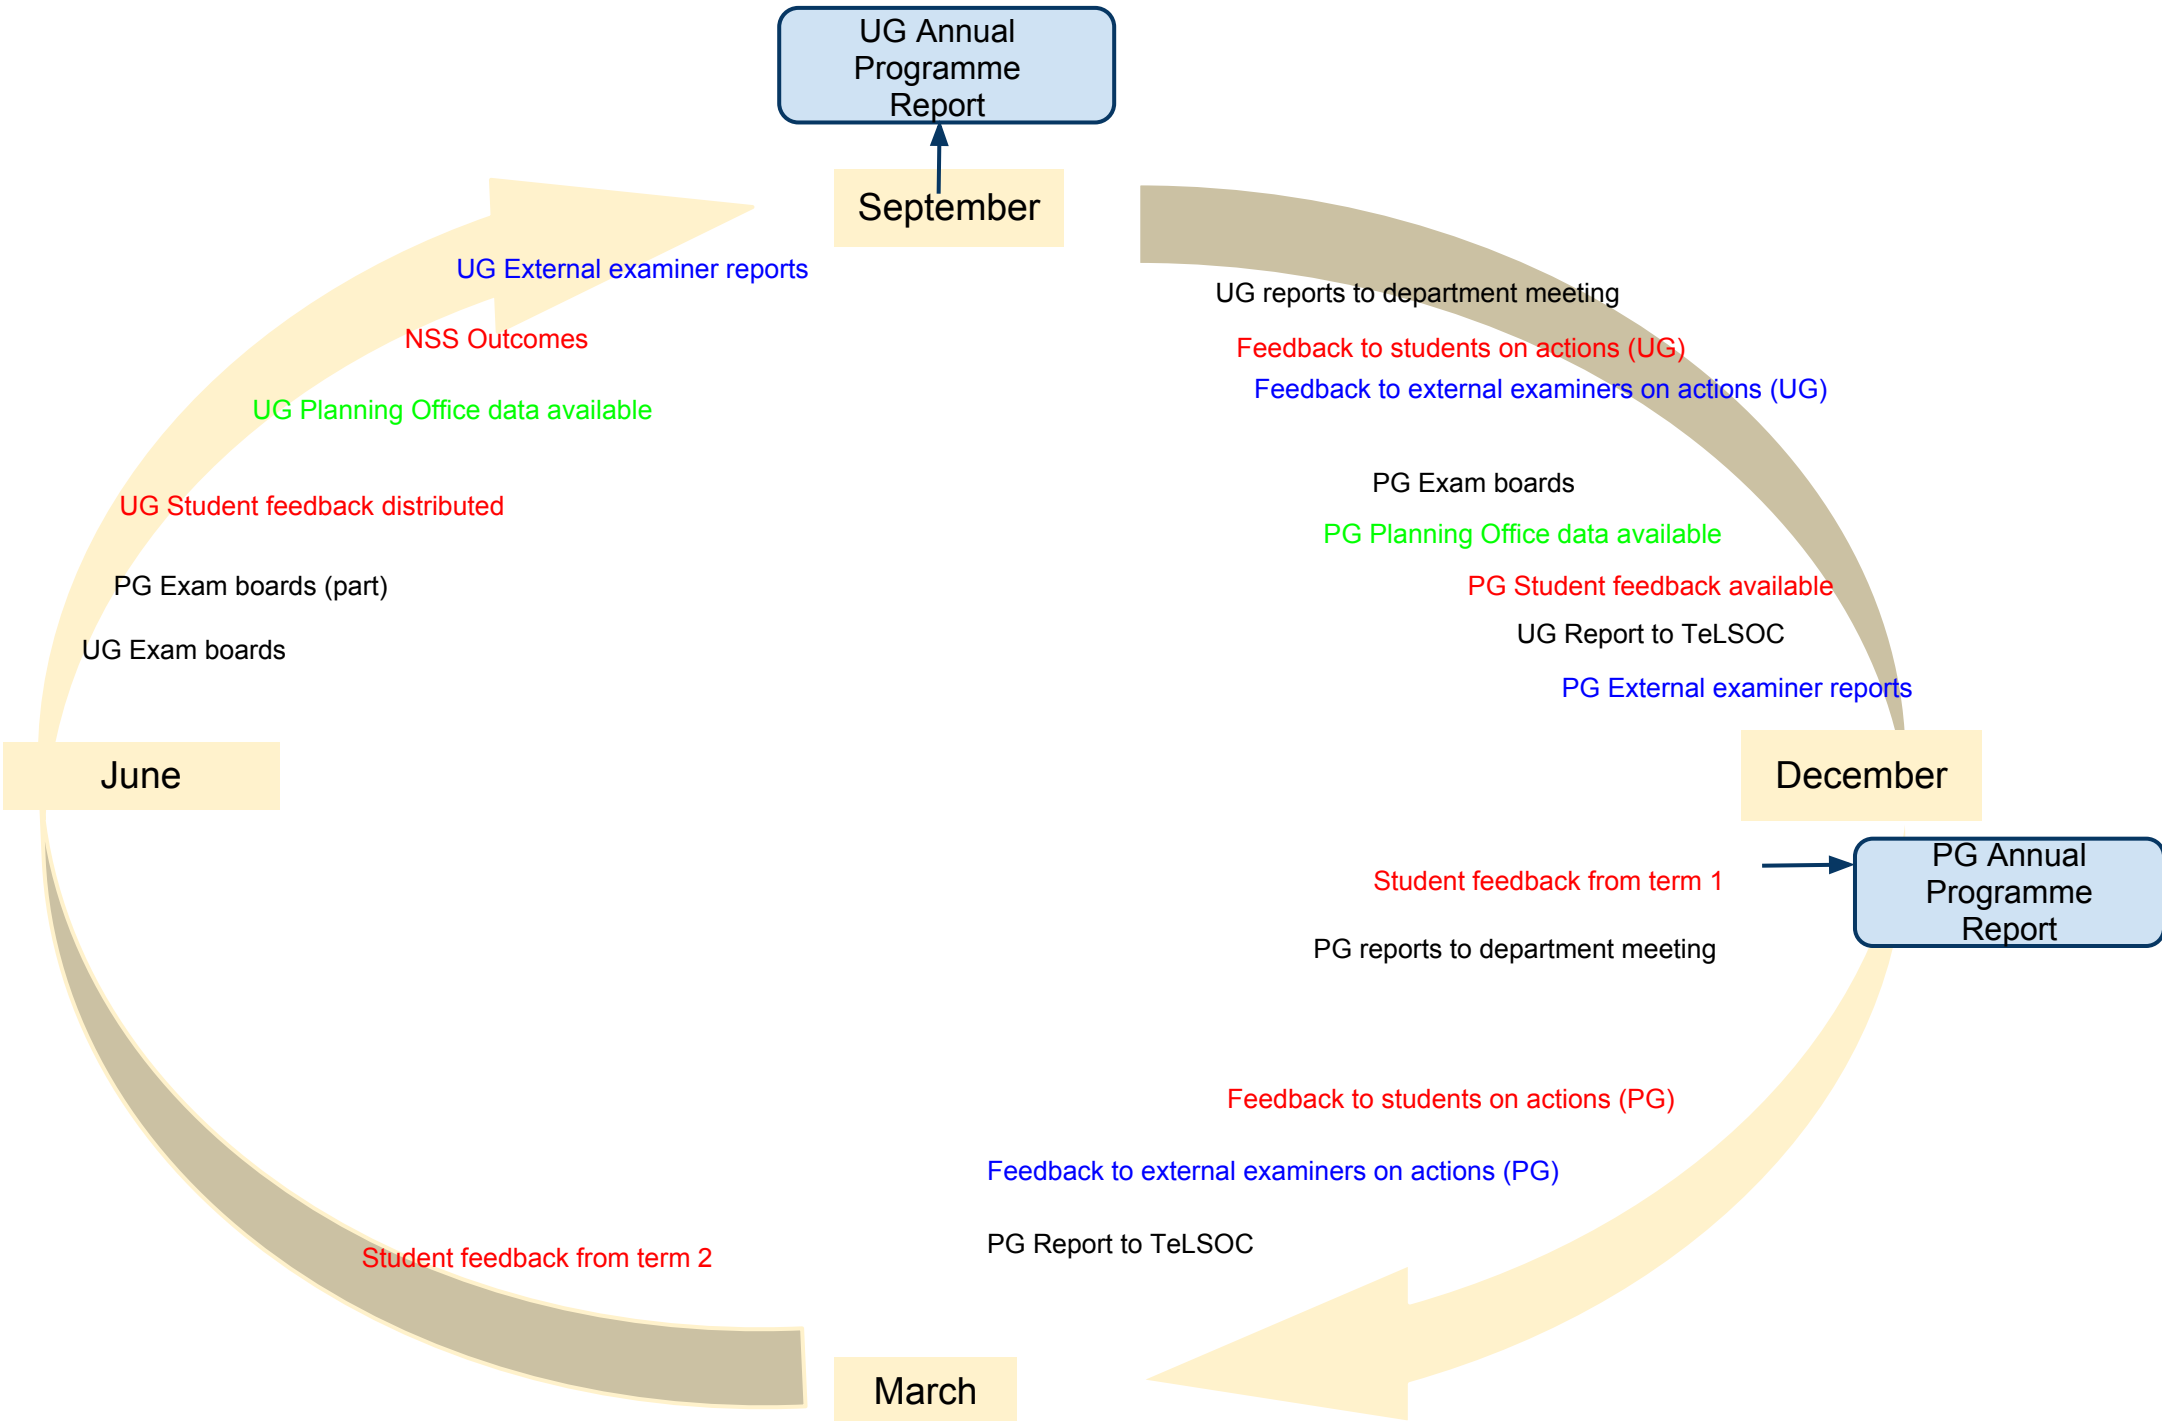 UG Annual
Programme
Report
September
UG External examiner reports
UG reports to department meeting
NSS Outcomes
Feedback to students on actions (UG)
Feedback to external examiners on actions (UG)
UG Planning Office data available
PG Exam boards
UG Student feedback distributed
PG Planning Office data available
PG Exam boards (part)
PG Student feedback available
UG Report to TeLSOC
UG Exam boards
PG External examiner reports
June
December
PG Annual
Programme
Report
Student feedback from term 1
PG reports to department meeting
Feedback to students on actions (PG)
Feedback to external examiners on actions (PG)
PG Report to TeLSOC
Student feedback from term 2
March